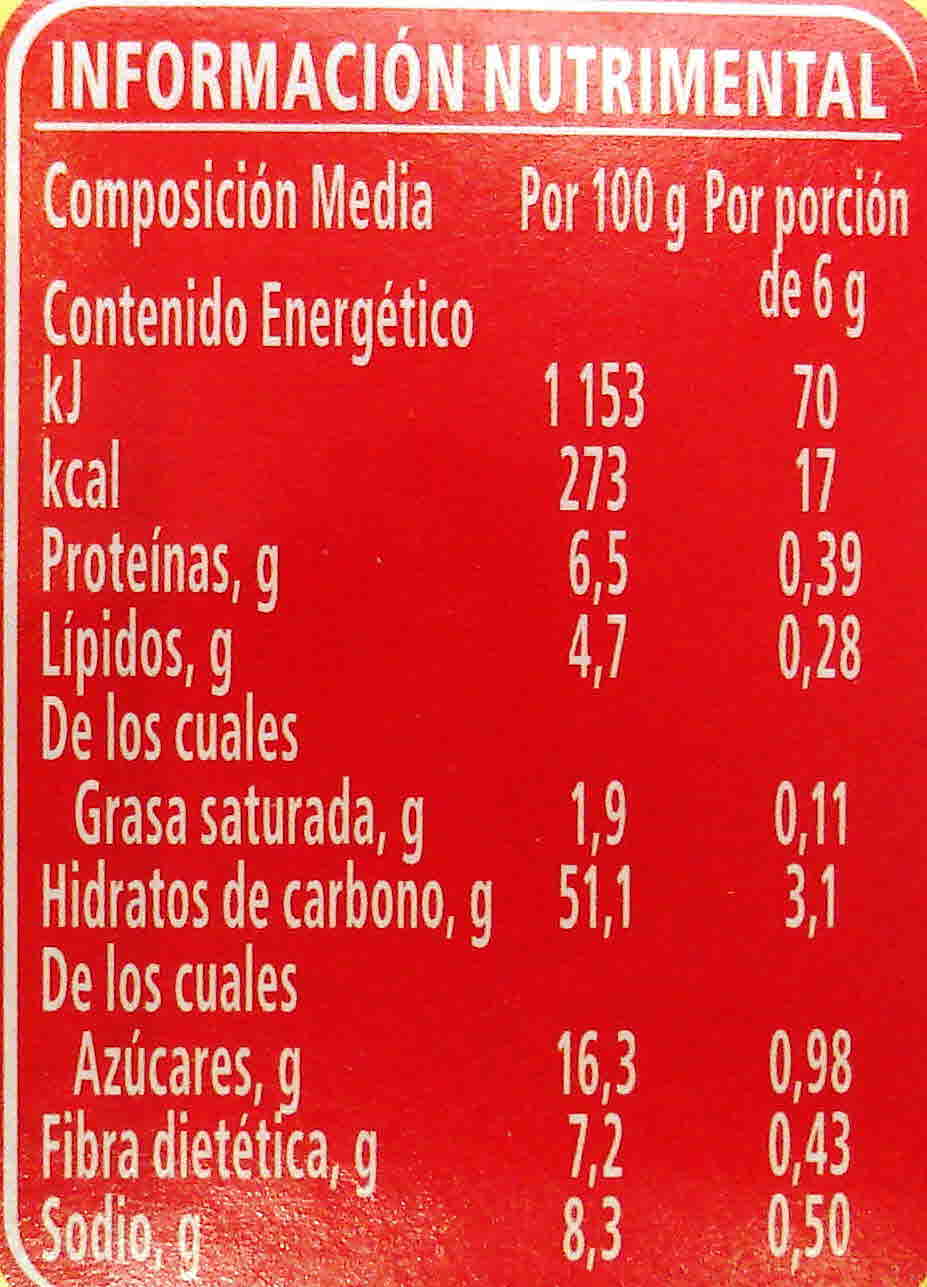 INFORMACIÓN NUTRIMENTAL
Composición Media Por 100 g Por porción
de 6 g
Contenido Energético
kJ 1 153 70
kcal 273 17
Proteínas, g 6,5 0,39
Lípidos, g 4,7 0,28
De los cuales
Grasa saturada, g 1,9 0,11
Hidratos de carbono, g 51,1 3,1
De los cuales
Azúcares, g 16,3 0,98
Fibra dietética, g 7,2 0,43
Sodio, g 8,3 0,50